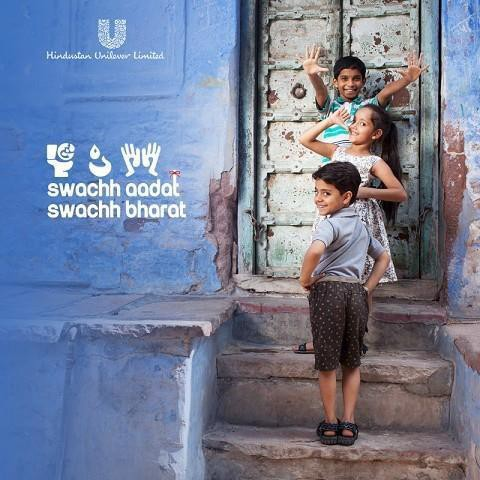 Hindustan Unilever Limited
swachh aadat
swachh bharat